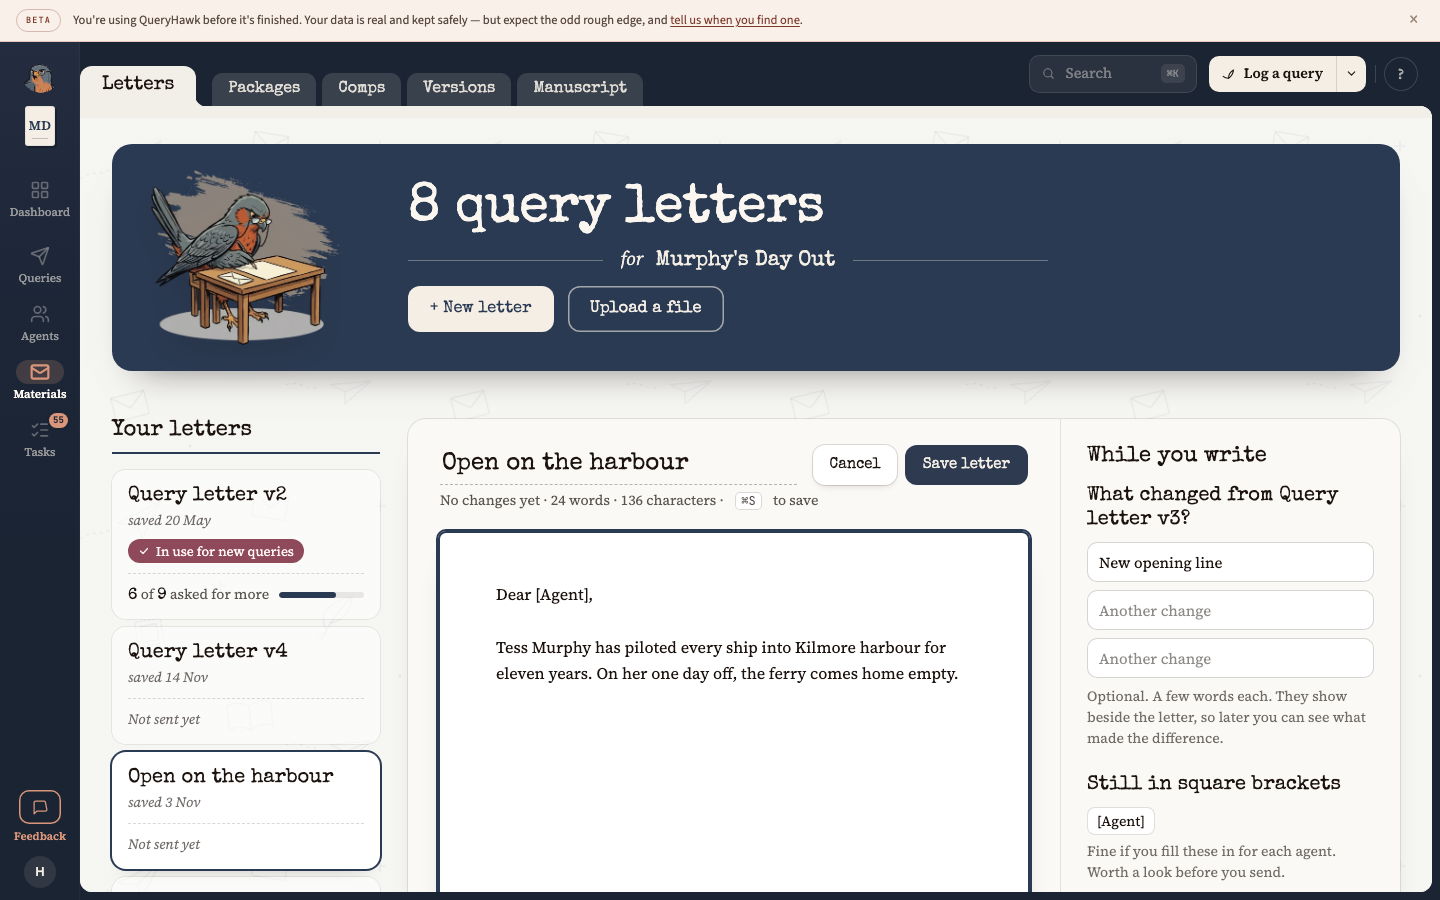 BETA
You're using QueryHawk before it's finished. Your data is real and kept safely — but expect the odd rough edge, and tell us when you find one.
×
Letters
Packages
Comps
Versions
Manuscript
Search
⌘K
Log a query
?
MD
Dashboard
Queries
Agents
Materials
55
Tasks
Feedback
H
8 query letters
for Murphy's Day Out
+ New letter
Upload a file
Your letters
Query letter v2
saved 20 May
✓ In use for new queries
6 of 9 asked for more
Query letter v4
saved 14 Nov
Not sent yet
Open on the harbour
saved 3 Nov
Not sent yet
Open on the harbour
Cancel
Save letter
No changes yet · 24 words · 136 characters · ⌘S to save
Dear [Agent],
Tess Murphy has piloted every ship into Kilmore harbour for
eleven years. On her one day off, the ferry comes home empty.
While you write
What changed from Query
letter v3?
New opening line
Another change
Another change
Optional. A few words each. They show
beside the letter, so later you can see what
made the difference.
Still in square brackets
[Agent]
Fine if you fill these in for each agent.
Worth a look before you send.